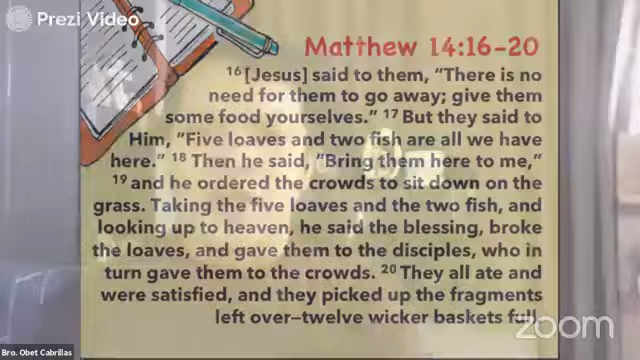 Prezi Video
Matthew 14:16-20
16 [Jesus] said to them, "There is no
need for them to go away; give them
some food yourselves." 17 But they said to
Him, "Five loaves and two fish are all we have
here." 18 Then he said, "Bring them here to me,"
19 and he ordered the crowds to sit down on the
grass. Taking the five loaves and the two fish, and
looking up to heaven, he said the blessing, broke
the loaves, and gave them to the disciples, who in
turn gave them to the crowds. 20 They all ate and
were satisfied, and they picked up the fragments
left over—twelve wicker baskets full.
zoom
Bro. Obet Cabrillas